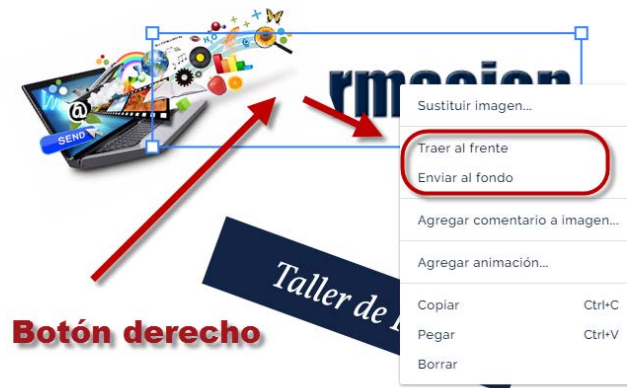 rmacion
@
SEND
Sustituir imagen...
Traer al frente
Enviar al fondo
Agregar comentario a imagen...
Agregar animación...
Copiar Ctrl+C
Pegar Ctrl+V
Borrar
Taller de
Botón derecho